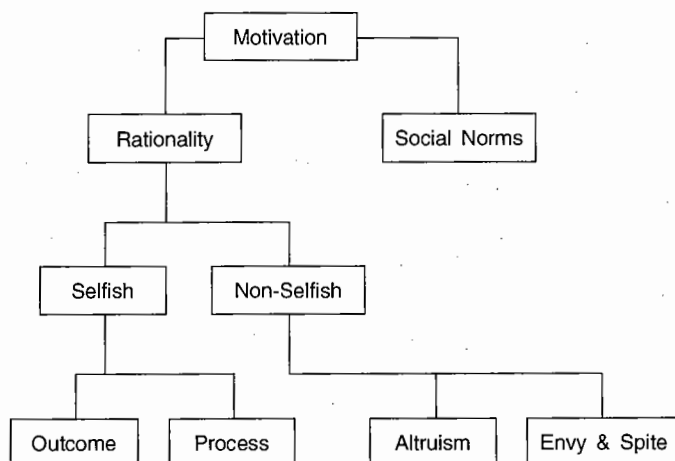 Motivation
Rationality
Social Norms
Selfish
Non-Selfish
Outcome
Process
Altruism
Envy & Spite